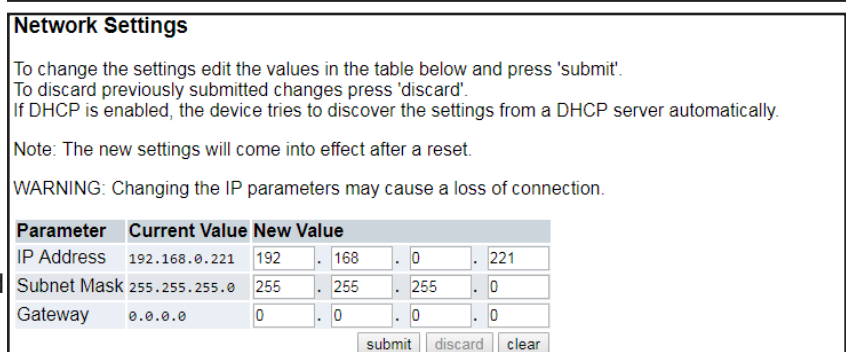 Network Settings
To change the settings edit the values in the table below and press 'submit'.
To discard previously submitted changes press 'discard'.
If DHCP is enabled, the device tries to discover the settings from a DHCP server automatically.
Note: The new settings will come into effect after a reset.
WARNING: Changing the IP parameters may cause a loss of connection.
Parameter Current Value New Value
IP Address 192.168.0.221 192 . 168 . 0 . 221
Subnet Mask 255.255.255.0 255 . 255 . 255 . 0
Gateway 0.0.0.0 0 . 0 . 0 . 0
submit discard clear